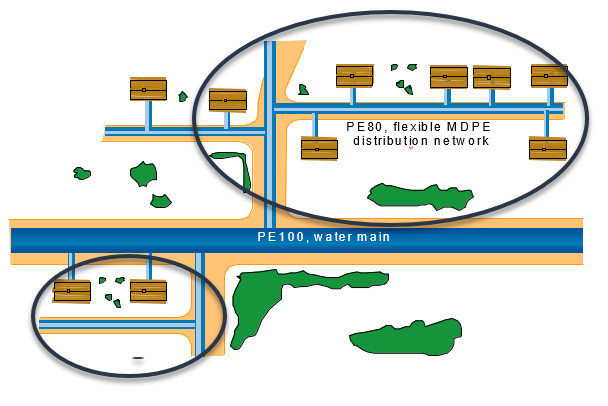 PE80, flexible MDPE
distribution network
PE100, water main